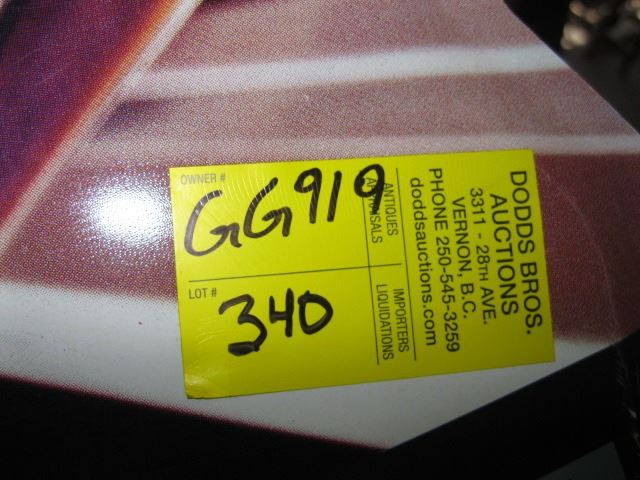 OWNER #
GG919
LOT #
340
DODDS BROS.
AUCTIONS
3311 - 28TH AVE.
VERNON, B.C.
PHONE 250-545-3259
doddsauctions.com
ANTIQUES
APPRAISALS
IMPORTERS
LIQUIDATIONS